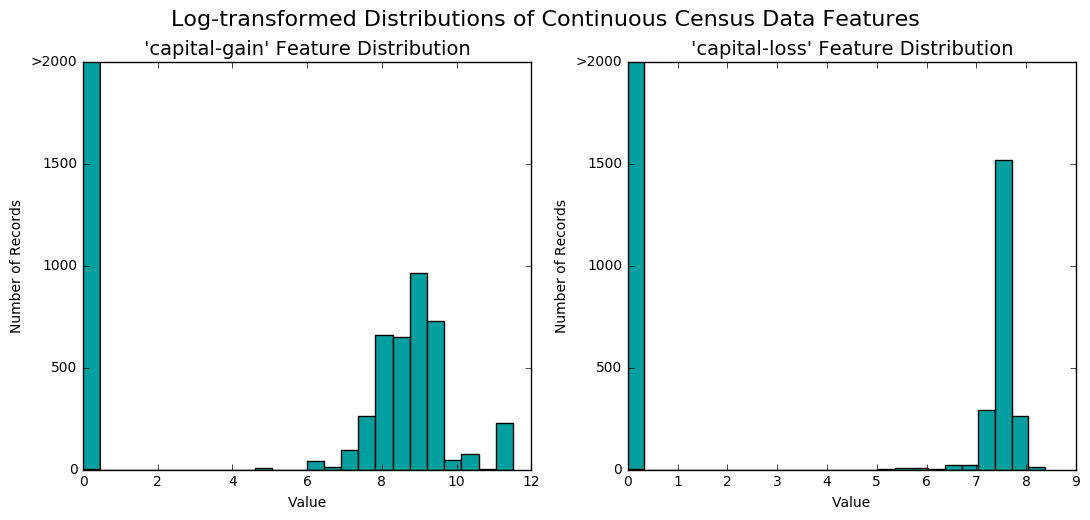 Log-transformed Distributions of Continuous Census Data Features
'capital-gain' Feature Distribution
>2000
1500
1000
500
0
Number of Records
0 2 4 6 8 10 12
Value
'capital-loss' Feature Distribution
>2000
1500
1000
500
0
Number of Records
0 1 2 3 4 5 6 7 8 9
Value